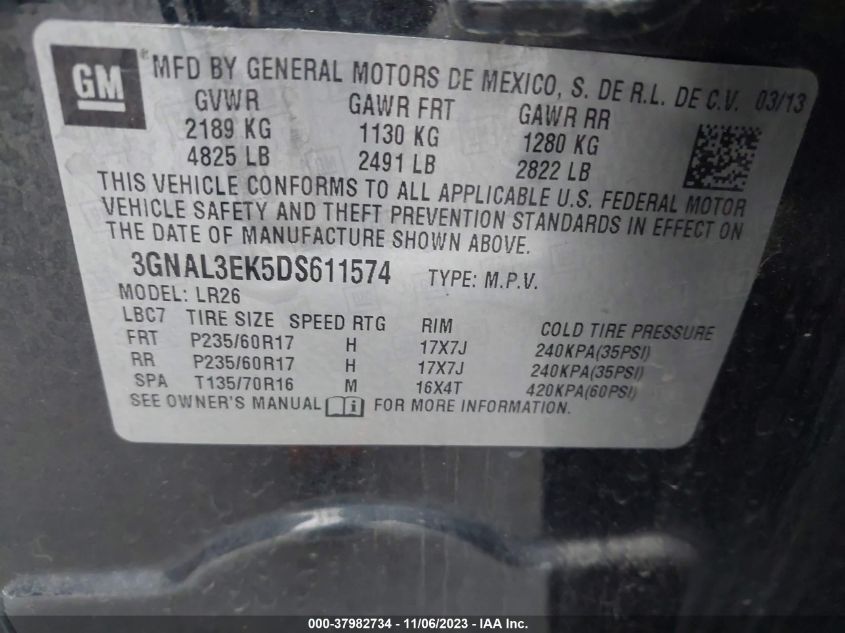 GM ® MFD BY GENERAL MOTORS DE MEXICO, S. DE R.L. DE C.V. 03/13
GVWR GAWR FRT GAWR RR
2189 KG 1130 KG 1280 KG
4825 LB 2491 LB 2822 LB
THIS VEHICLE CONFORMS TO ALL APPLICABLE U.S. FEDERAL MOTOR
VEHICLE SAFETY AND THEFT PREVENTION STANDARDS IN EFFECT ON
THE DATE OF MANUFACTURE SHOWN ABOVE.
3GNAL3EK5DS611574 TYPE: M.P.V.
MODEL: LR26
LBC7 TIRE SIZE SPEED RTG RIM COLD TIRE PRESSURE
FRT P235/60R17 H 17X7J 240KPA(35PSI)
RR P235/60R17 H 17X7J 240KPA(35PSI)
SPA T135/70R16 M 16X4T 420KPA(60PSI)
SEE OWNER'S MANUAL i FOR MORE INFORMATION.
000-37982734 - 11/06/2023 - IAA Inc.